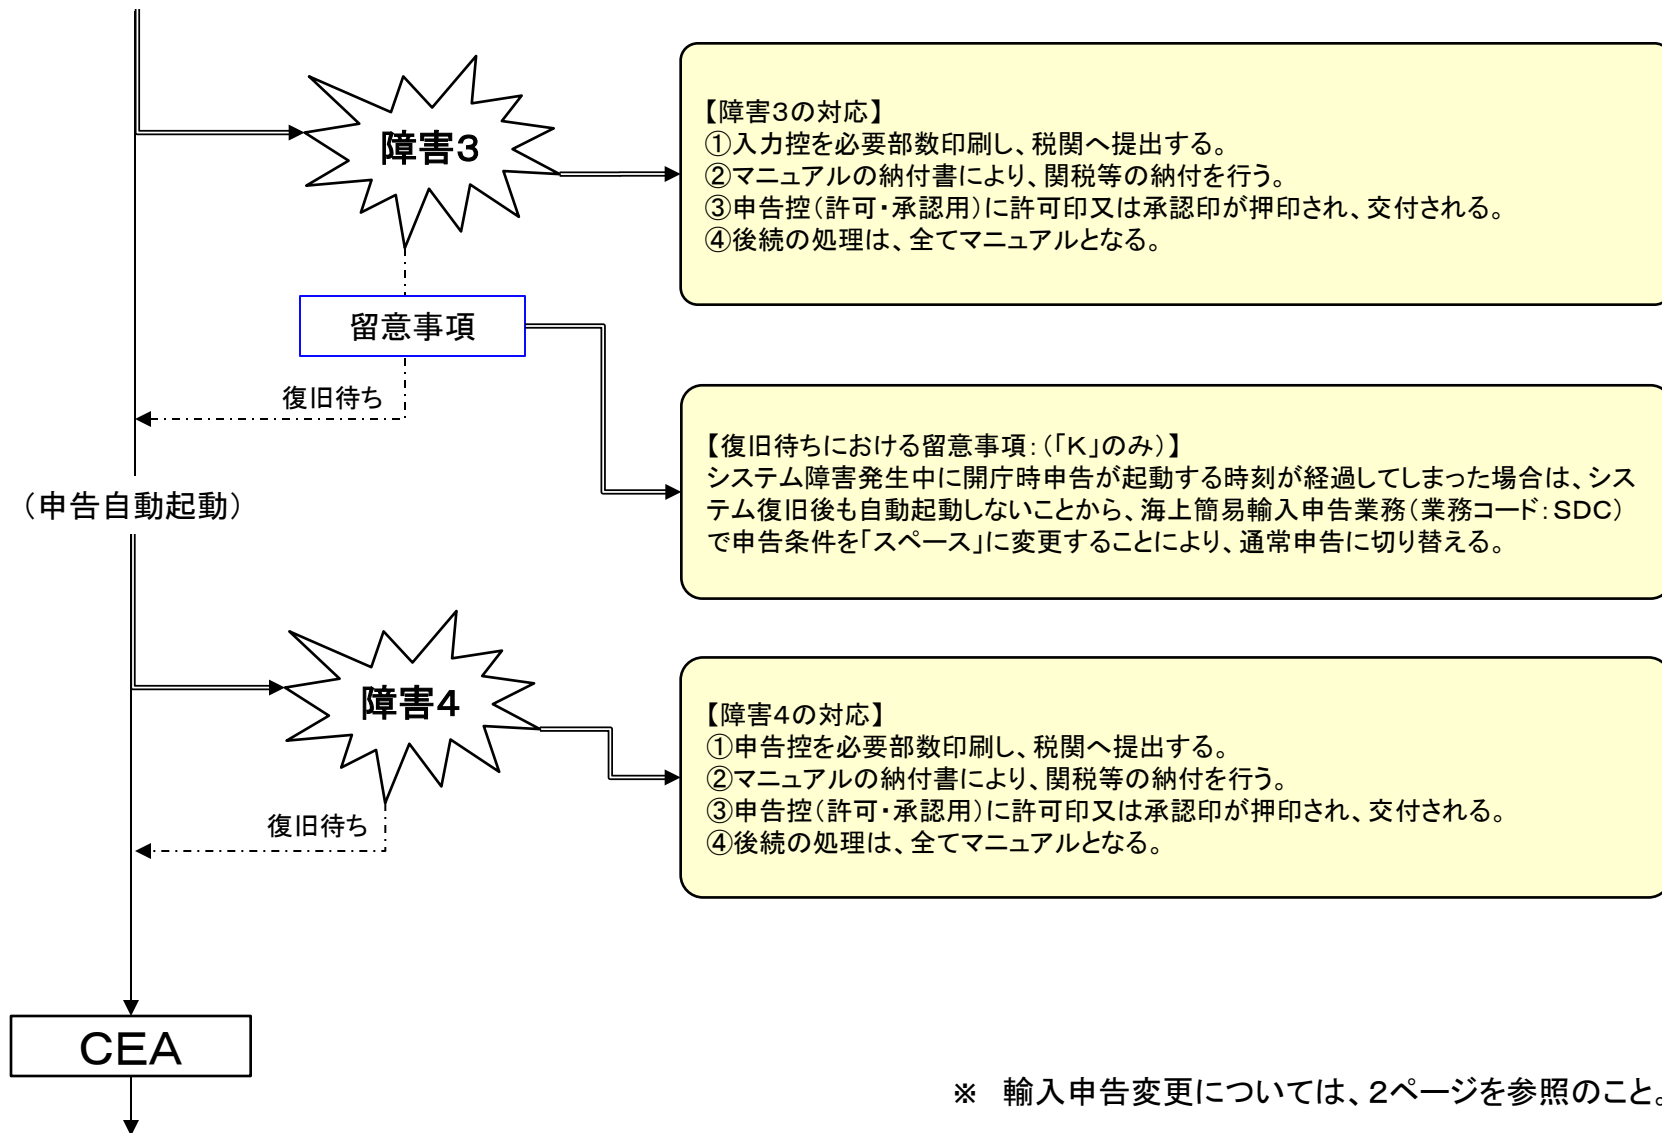 障害３
【障害３の対応】
①入力控を必要部数印刷し、税関へ提出する。
②マニュアルの納付書により、関税等の納付を行う。
③申告控（許可・承認用）に許可印又は承認印が押印され、交付される。
④後続の処理は、全てマニュアルとなる。
留意事項
復旧待ち
【復旧待ちにおける留意事項：（「Ｋ」のみ）】
システム障害発生中に開庁時申告が起動する時刻が経過してしまった場合は、シス
テム復旧後も自動起動しないことから、海上簡易輸入申告業務（業務コード：ＳＤＣ）
で申告条件を「スペース」に変更することにより、通常申告に切り替える。
（申告自動起動）
障害４
【障害４の対応】
①申告控を必要部数印刷し、税関へ提出する。
②マニュアルの納付書により、関税等の納付を行う。
③申告控（許可・承認用）に許可印又は承認印が押印され、交付される。
④後続の処理は、全てマニュアルとなる。
復旧待ち
ＣＥＡ
※　輸入申告変更については、２ページを参照のこと。